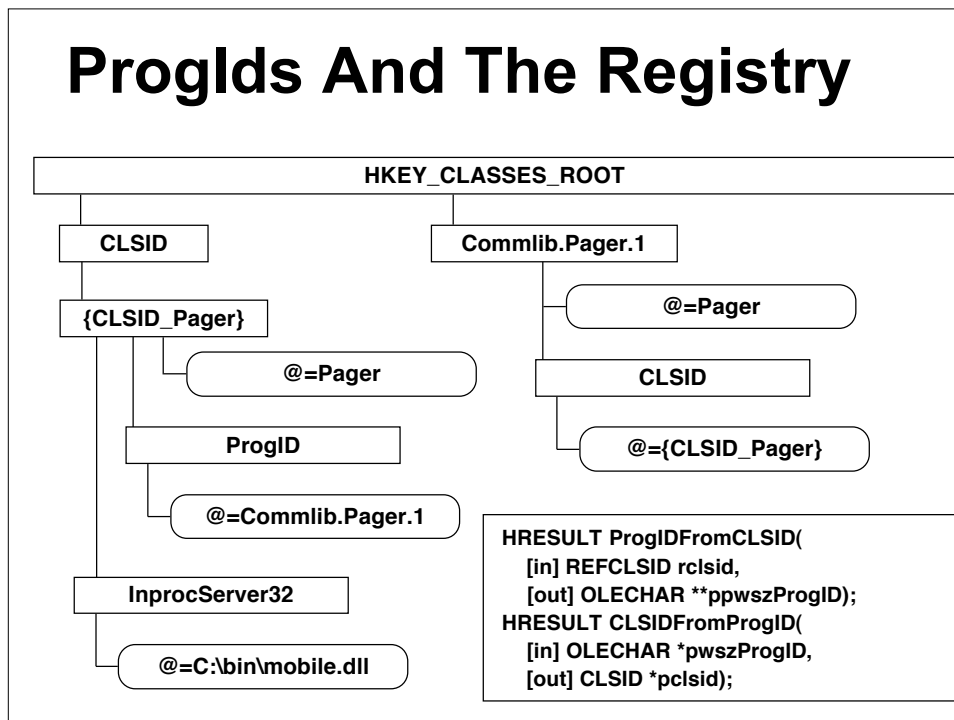 ProgIds And The Registry
HKEY_CLASSES_ROOT
CLSID
{CLSID_Pager}
@=Pager
ProgID
@=Commlib.Pager.1
InprocServer32
@=C:\bin\mobile.dll
Commlib.Pager.1
@=Pager
CLSID
@={CLSID_Pager}
HRESULT ProgIDFromCLSID(
[in] REFCLSID rclsid,
[out] OLECHAR **ppwszProgID);
HRESULT CLSIDFromProgID(
[in] OLECHAR *pwszProgID,
[out] CLSID *pclsid);